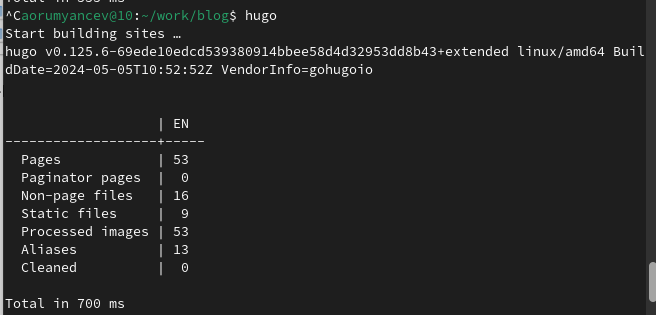 ^Caorumyancev@10:~/work/blog$ hugo
Start building sites …
hugo v0.125.6-69ede10edcd539380914bbee58d4d32953dd8b43+extended linux/amd64 Buil
dDate=2024-05-05T10:52:52Z VendorInfo=gohugoio
| EN
-------------------+-----
Pages | 53
Paginator pages | 0
Non-page files | 16
Static files | 9
Processed images | 53
Aliases | 13
Cleaned | 0
Total in 700 ms